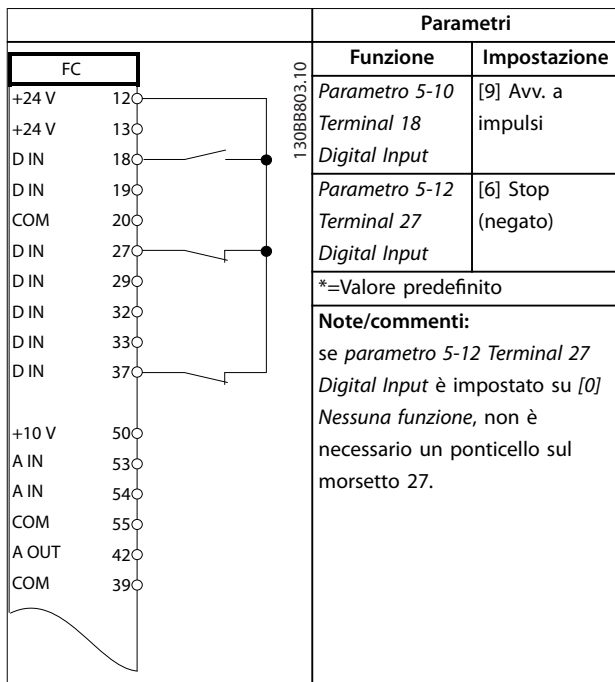 FC
+24 V 12
+24 V 13
D IN 18
D IN 19
COM 20
D IN 27
D IN 29
D IN 32
D IN 33
D IN 37
+10 V 50
A IN 53
A IN 54
COM 55
A OUT 42
COM 39
130BB803.10
Parametri
Funzione Impostazione
Parametro 5-10 [9] Avv. a
Terminal 18 impulsi
Digital Input
Parametro 5-12 [6] Stop
Terminal 27 (negato)
Digital Input
*=Valore predefinito
Note/commenti:
se parametro 5-12 Terminal 27
Digital Input è impostato su [0]
Nessuna funzione, non è
necessario un ponticello sul
morsetto 27.